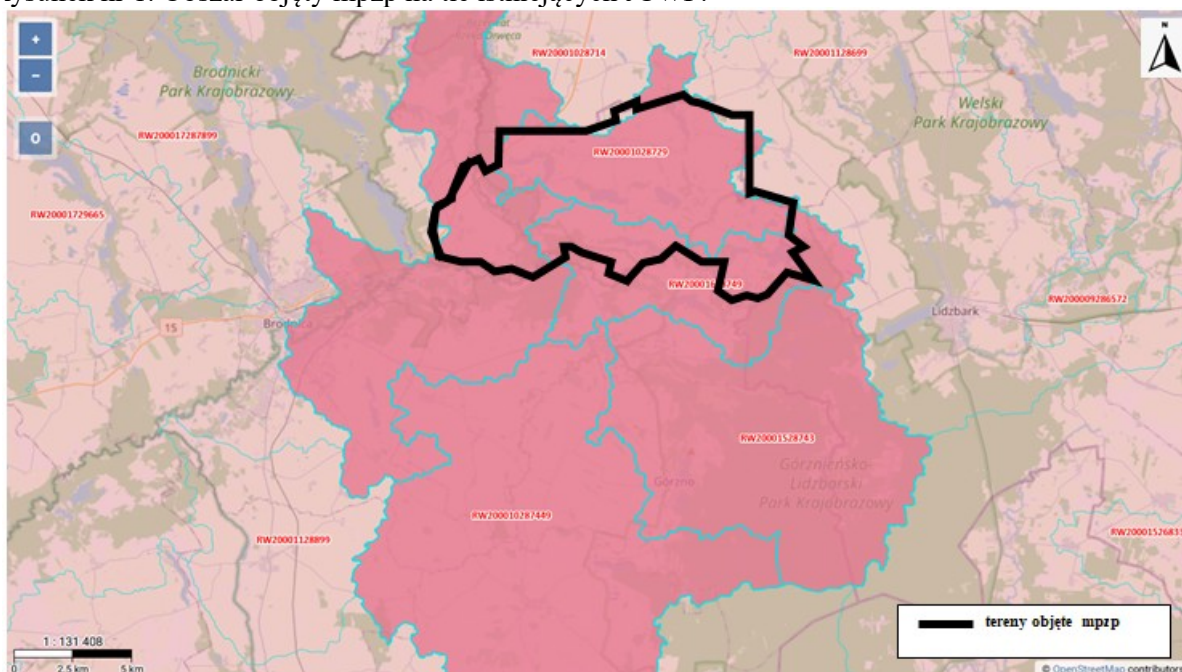 +
−
O
N
RW20001028714
RW20001128699
Brodnicki
Park Krajobrazowy
Welski
Park Krajobrazowy
RW200017287899
RW20001028729
RW20001729665
15
Brodnica
Lidzbark
RW200009286572
RW20001528743
Górznieńsko-
Lidzbarski
Park Krajobrazowy
Górzno
RW200010287449
RW20001128899
tereny objęte mpzp
1 : 131 408
0 2.5 km 5 km
© OpenStreetMap contributors